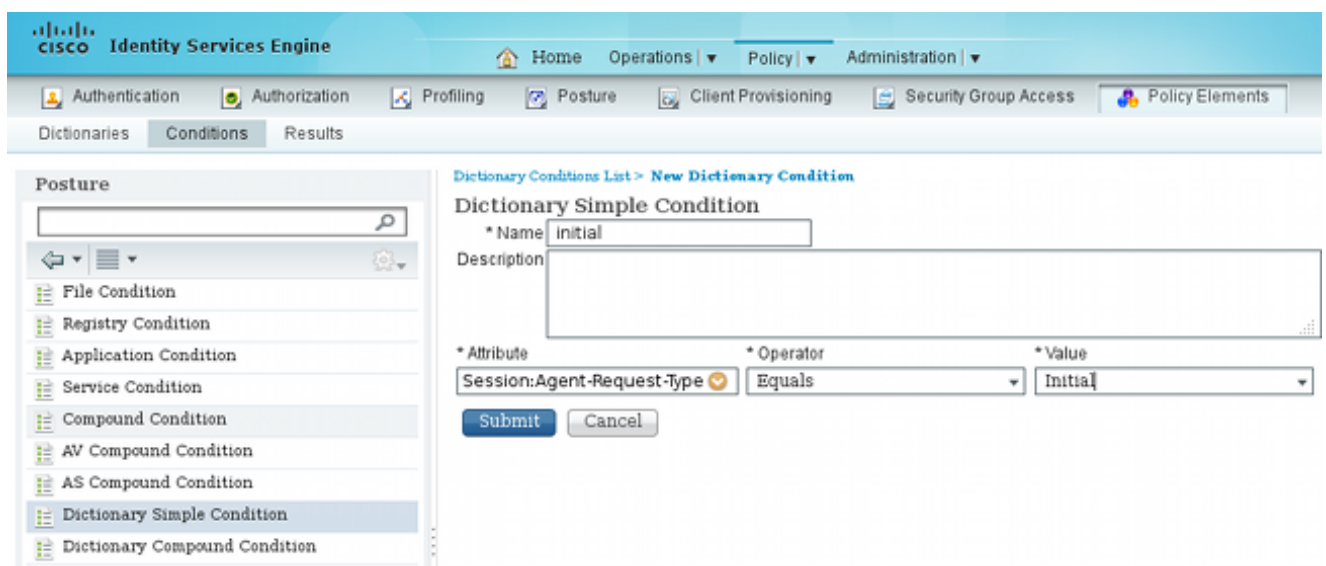 CISCO Identity Services Engine
Home Operations | Policy | Administration |
Authentication Authorization Profiling Posture Client Provisioning Security Group Access Policy Elements
Dictionaries Conditions Results
Posture
File Condition
Registry Condition
Application Condition
Service Condition
Compound Condition
AV Compound Condition
AS Compound Condition
Dictionary Simple Condition
Dictionary Compound Condition
Dictionary Conditions List > New Dictionary Condition
Dictionary Simple Condition
* Name initial
Description
* Attribute * Operator * Value
Session:Agent-Request-Type Equals Initial
Submit Cancel